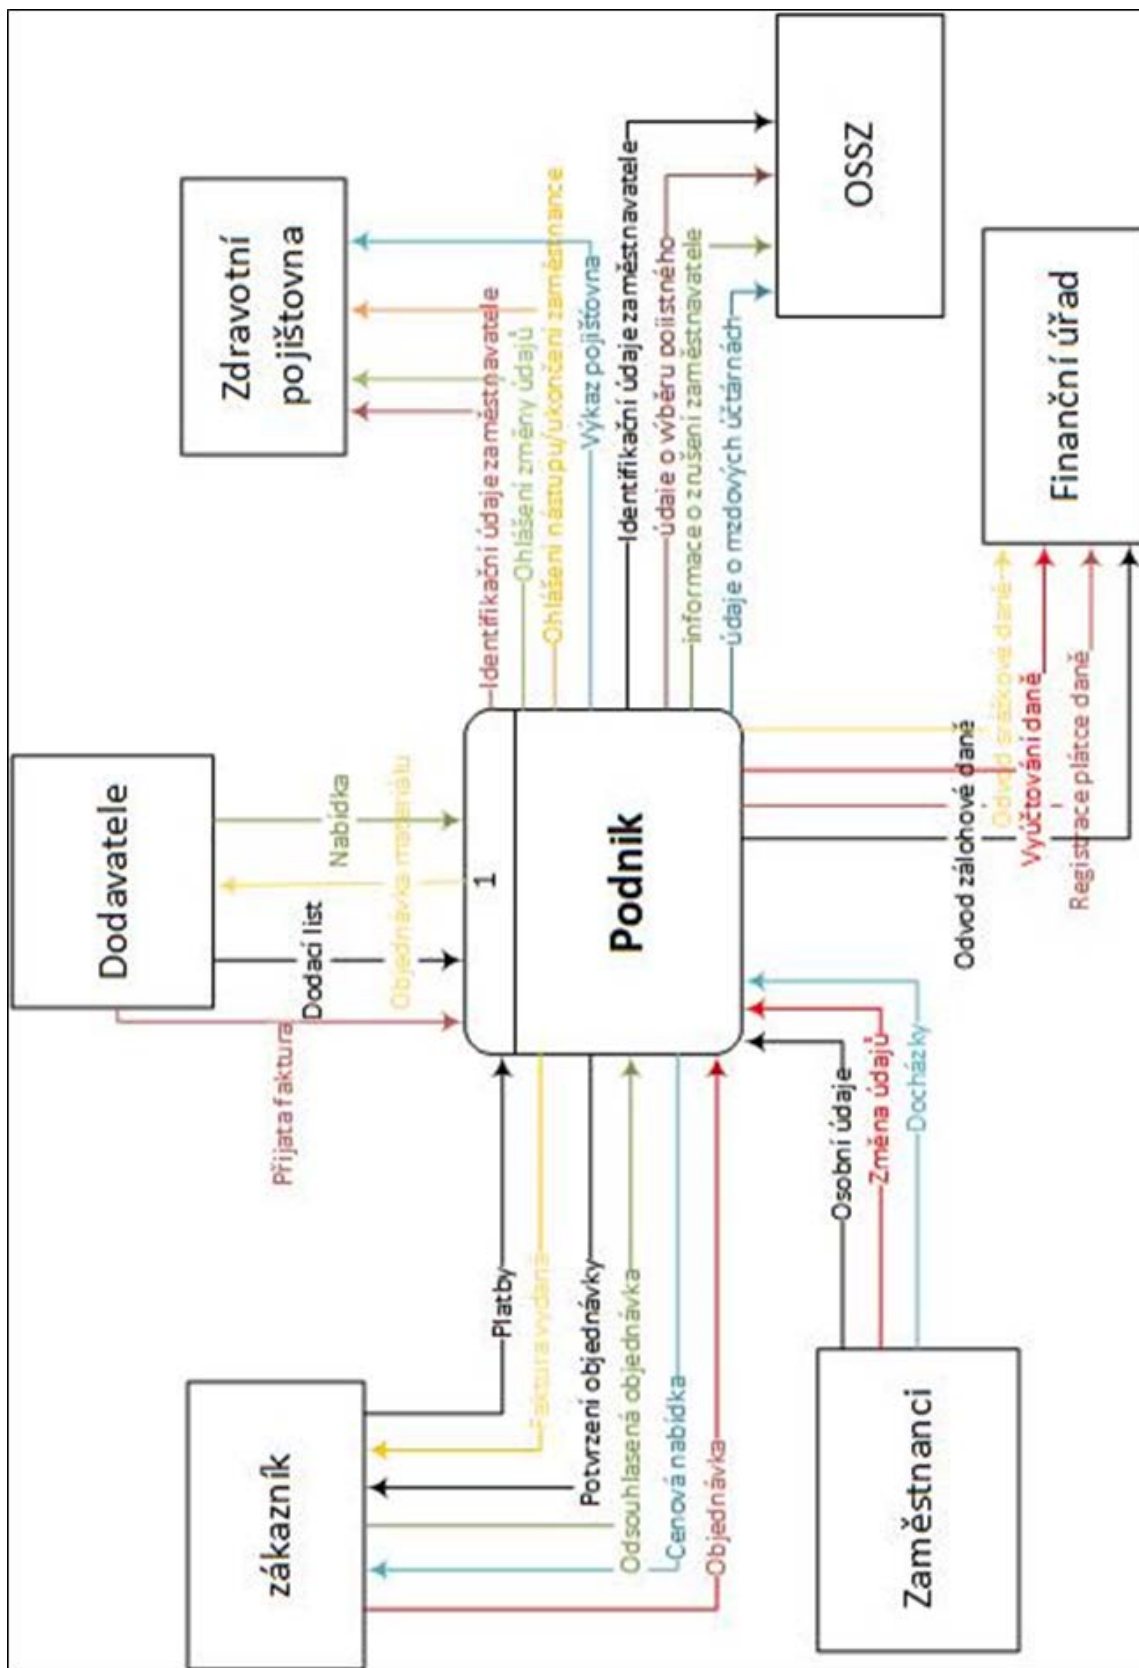 zákazník
Dodavatele
Zdravotní
pojištovna
Přijata faktura
Dodací list
Objednávka materiálu
Nabídka
Platby
Faktura vydaná
Potvrzení objednávky
Odsouhlasená objednávka
Cenová nabídka
Objednávka
1
Podnik
Identifikační údaje zaměstnavatele
Ohlášení změny údajů
Ohlášení nástupu/ukončení zaměstnance
Výkaz pojišťovna
Identifikační údaje zaměstnavatele
údaje o výběru pojistného
informace o zrušení zaměstnavatele
údaje o mzdových účtárnách
OSSZ
Zaměstnanci
Osobní údaje
Změna údajů
Docházky
Odvod zálohové daně
Odvod srážkové daně
Vyúčtování daně
Registrace plátce daně
Finanční úřad